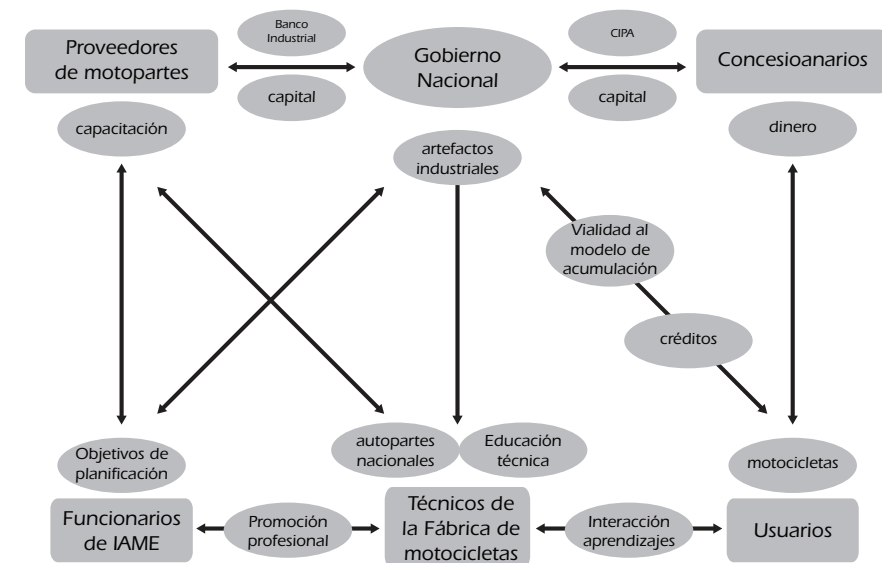 Banco
Industrial
CIPA
Proveedores
de motopartes
Gobierno
Nacional
Concesioanarios
capital
capital
capacitación
artefactos
industriales
dinero
Vialidad al
modelo de
acumulación
créditos
Objetivos de
planificación
autopartes
nacionales
Educación
técnica
motocicletas
Funcionarios
de IAME
Promoción
profesional
Técnicos de
la Fábrica de
motocicletas
Interacción
aprendizajes
Usuarios